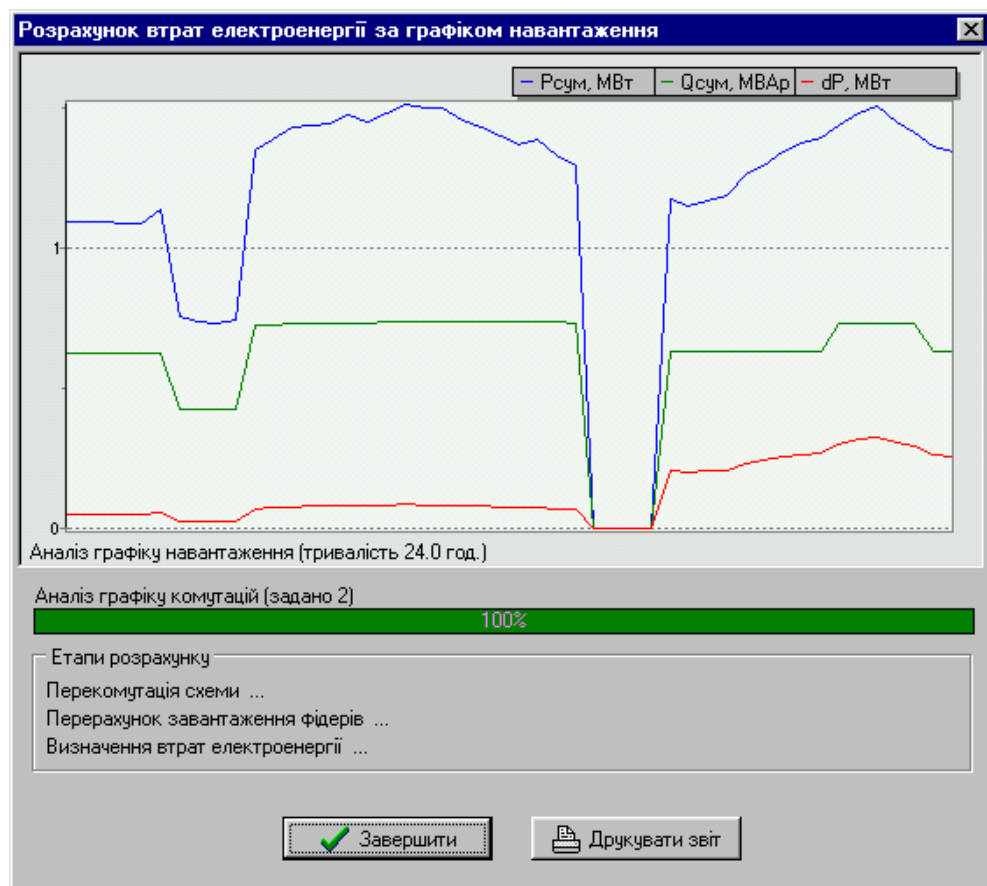 Розрахунок втрат електроенергії за графіком навантаження
Pсум, МВт Qсум, МВАр dP, МВт
1
0
Аналіз графіку навантаження (тривалість 24.0 год.)
Аналіз графіку комутацій (задано 2)
100%
Етапи розрахунку
Перекомутація схеми ...
Перерахунок завантаження фідерів ...
Визначення втрат електроенергії ...
Завершити Друкувати звіт